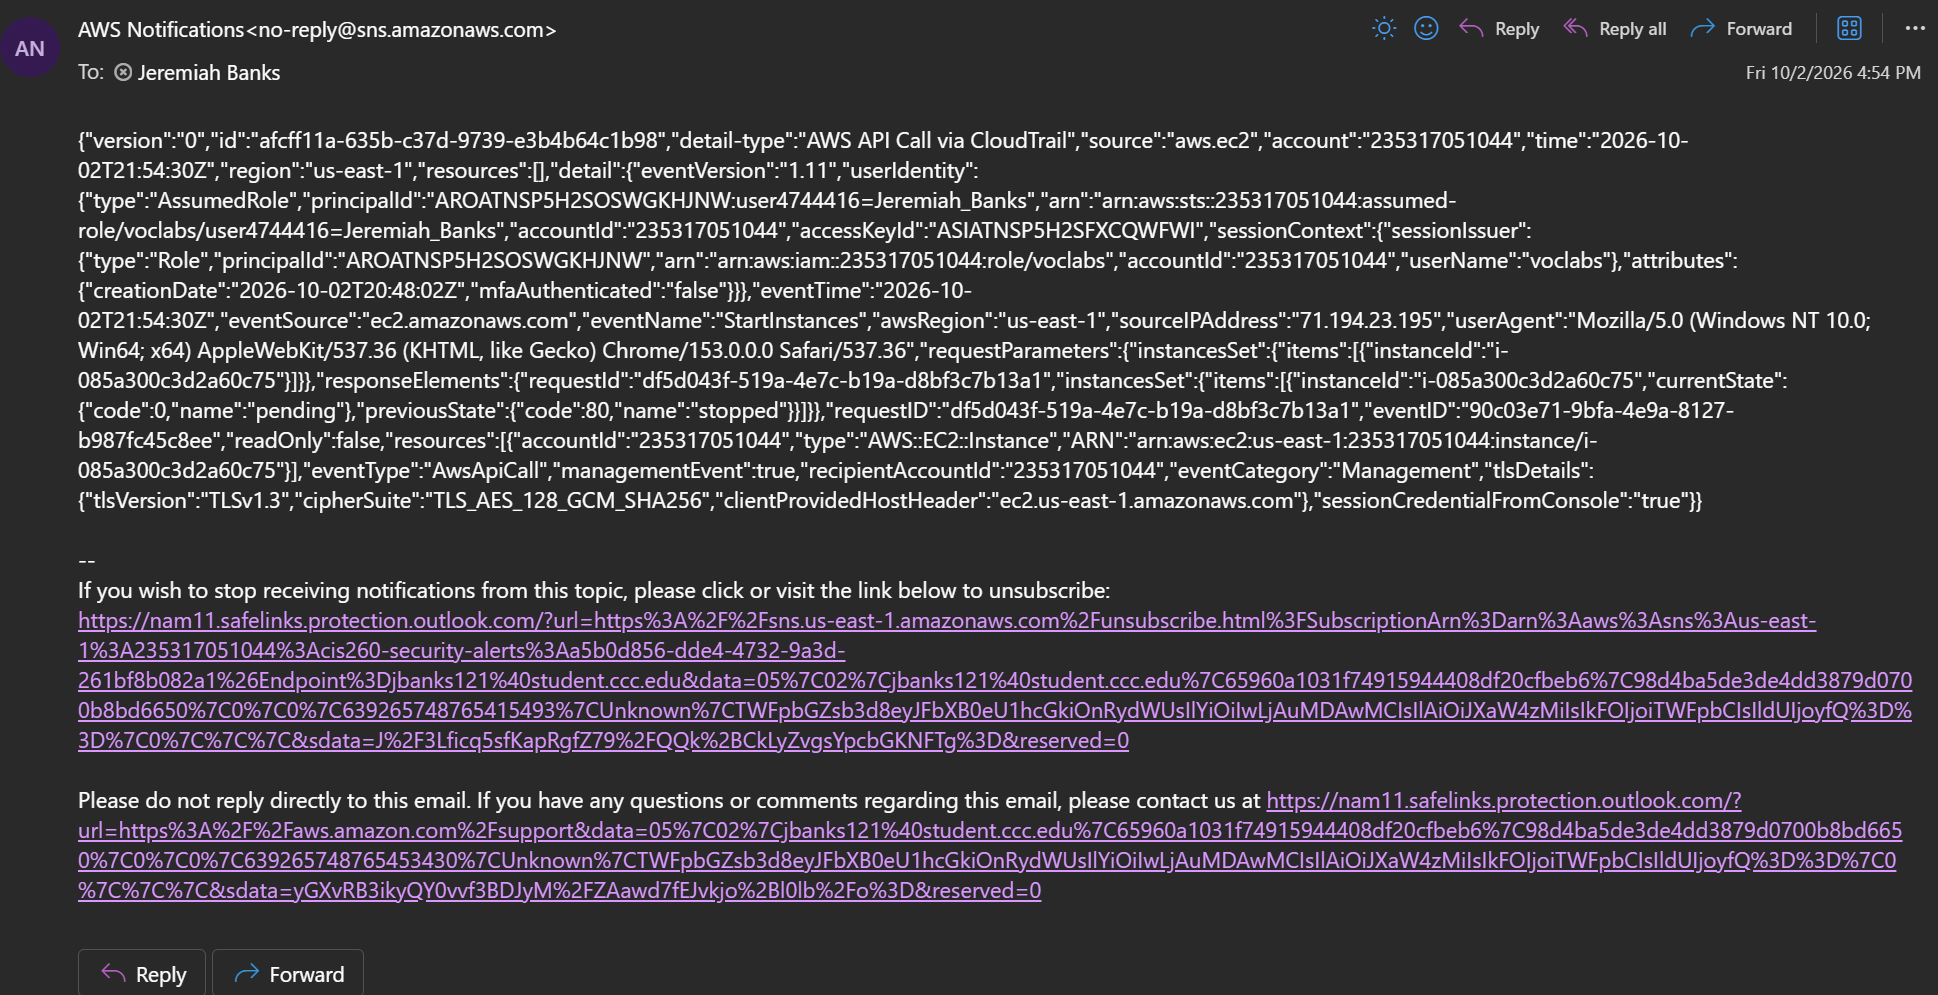 AN
AWS Notifications<no-reply@sns.amazonaws.com>
Reply
Reply all
Forward
To: Jeremiah Banks
Fri 10/2/2026 4:54 PM
{"version":"0","id":"afcff11a-635b-c37d-9739-e3b4b64c1b98","detail-type":"AWS API Call via CloudTrail","source":"aws.ec2","account":"235317051044","time":"2026-10-
02T21:54:30Z","region":"us-east-1","resources":[],"detail":{"eventVersion":"1.11","userIdentity":
{"type":"AssumedRole","principalId":"AROATNSP5H2SOSWGKHJNW:user4744416=Jeremiah_Banks","arn":"arn:aws:sts::235317051044:assumed-
role/voclabs/user4744416=Jeremiah_Banks","accountId":"235317051044","accessKeyId":"ASIATNSP5H2SFXCQWFWI","sessionContext":{"sessionIssuer":
{"type":"Role","principalId":"AROATNSP5H2SOSWGKHJNW","arn":"arn:aws:iam::235317051044:role/voclabs","accountId":"235317051044","userName":"voclabs"},"attributes":
{"creationDate":"2026-10-02T20:48:02Z","mfaAuthenticated":"false"}}},"eventTime":"2026-10-
02T21:54:30Z","eventSource":"ec2.amazonaws.com","eventName":"StartInstances","awsRegion":"us-east-1","sourceIPAddress":"71.194.23.195","userAgent":"Mozilla/5.0 (Windows NT 10.0;
Win64; x64) AppleWebKit/537.36 (KHTML, like Gecko) Chrome/153.0.0.0 Safari/537.36","requestParameters":{"instancesSet":{"items":[{"instanceId":"i-
085a300c3d2a60c75"}]}},"responseElements":{"requestId":"df5d043f-519a-4e7c-b19a-d8bf3c7b13a1","instancesSet":{"items":[{"instanceId":"i-085a300c3d2a60c75","currentState":
{"code":0,"name":"pending"},"previousState":{"code":80,"name":"stopped"}}]}},"requestID":"df5d043f-519a-4e7c-b19a-d8bf3c7b13a1","eventID":"90c03e71-9bfa-4e9a-8127-
b987fc45c8ee","readOnly":false,"resources":[{"accountId":"235317051044","type":"AWS::EC2::Instance","ARN":"arn:aws:ec2:us-east-1:235317051044:instance/i-
085a300c3d2a60c75"}],"eventType":"AwsApiCall","managementEvent":true,"recipientAccountId":"235317051044","eventCategory":"Management","tlsDetails":
{"tlsVersion":"TLSv1.3","cipherSuite":"TLS_AES_128_GCM_SHA256","clientProvidedHostHeader":"ec2.us-east-1.amazonaws.com"},"sessionCredentialFromConsole":"true"}}
--
If you wish to stop receiving notifications from this topic, please click or visit the link below to unsubscribe:
https://nam11.safelinks.protection.outlook.com/?url=https%3A%2F%2Fsns.us-east-1.amazonaws.com%2Funsubscribe.html%3FSubscriptionArn%3Darn%3Aaws%3Asns%3Aus-east-
1%3A235317051044%3Acis260-security-alerts%3Aa5b0d856-dde4-4732-9a3d-
261bf8b082a1%26Endpoint%3Djbanks121%40student.ccc.edu&data=05%7C02%7Cjbanks121%40student.ccc.edu%7C65960a1031f74915944408df20cfbeb6%7C98d4ba5de3de4dd3879d070
0b8bd6650%7C0%7C0%7C639265748765415493%7CUnknown%7CTWFpbGZsb3d8eyJFbXB0eU1hcGkiOnRydWUsIlYiOiIwLjAuMDAwMCIsIlAiOiJXaW4zMiIsIkFOIjoiTWFpbCIsIldUIjoyfQ%3D%
3D%7C0%7C%7C%7C&sdata=J%2F3Lficq5sfKapRgfZ79%2FQQk%2BCkLyZvgsYpcbGKNFTg%3D&reserved=0
Please do not reply directly to this email. If you have any questions or comments regarding this email, please contact us at https://nam11.safelinks.protection.outlook.com/?
url=https%3A%2F%2Faws.amazon.com%2Fsupport&data=05%7C02%7Cjbanks121%40student.ccc.edu%7C65960a1031f74915944408df20cfbeb6%7C98d4ba5de3de4dd3879d0700b8bd665
0%7C0%7C0%7C639265748765453430%7CUnknown%7CTWFpbGZsb3d8eyJFbXB0eU1hcGkiOnRydWUsIlYiOiIwLjAuMDAwMCIsIlAiOiJXaW4zMiIsIkFOIjoiTWFpbCIsIldUIjoyfQ%3D%3D%7C0
%7C%7C%7C&sdata=yGXvRB3ikyQY0vvf3BDJyM%2FZAawd7fEJvkjo%2Bl0lb%2Fo%3D&reserved=0
Reply
Forward